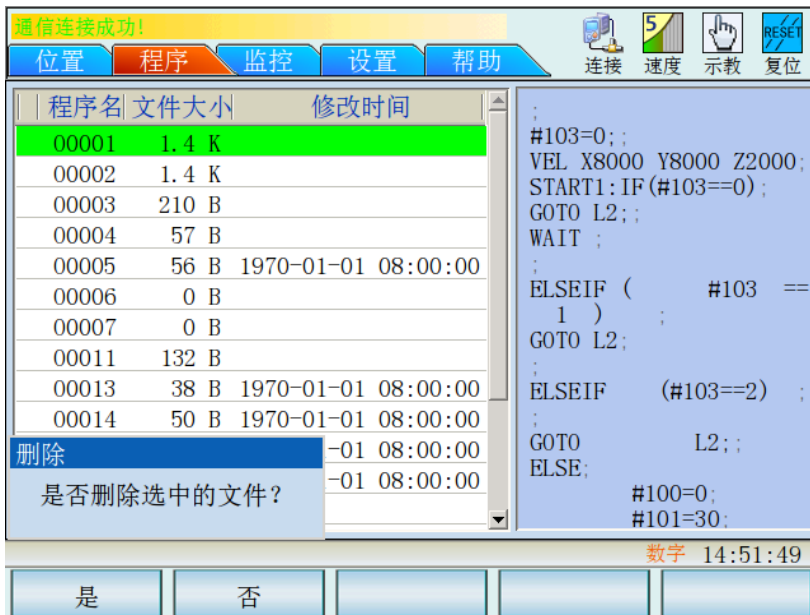 通信连接成功!
位置 程序 监控 设置 帮助
5 RESET
连接 速度 示教 复位
程序名 文件大小 修改时间
00001 1.4 K
00002 1.4 K
00003 210 B
00004 57 B
00005 56 B 1970-01-01 08:00:00
00006 0 B
00007 0 B
00011 132 B
00013 38 B 1970-01-01 08:00:00
00014 50 B 1970-01-01 08:00:00
-01 08:00:00
-01 08:00:00
删除
是否删除选中的文件?
;
#103=0;;
VEL X8000 Y8000 Z2000;
START1:IF(#103==0);
GOTO L2;;
WAIT ;
;
ELSEIF ( #103 ==
1 ) ;
GOTO L2;
;
ELSEIF (#103==2) ;
;
GOTO L2;;
ELSE;
#100=0;
#101=30;
数字 14:51:49
是 否